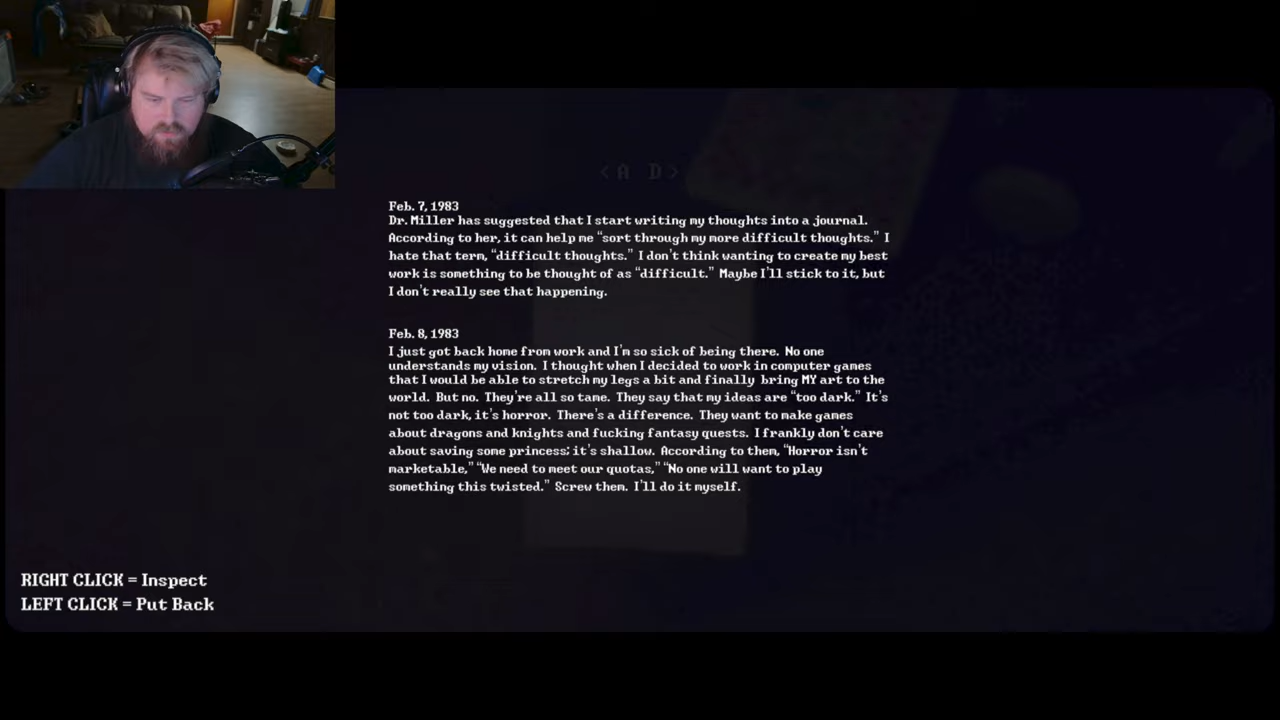 <A D>
Feb. 7, 1983
Dr. Miller has suggested that I start writing my thoughts into a journal.
According to her, it can help me “sort through my more difficult thoughts.” I
hate that term, “difficult thoughts.” I don't think wanting to create my best
work is something to be thought of as “difficult.” Maybe I'll stick to it, but
I don't really see that happening.
Feb. 8, 1983
I just got back home from work and I'm so sick of being there. No one
understands my vision. I thought when I decided to work in computer games
that I would be able to stretch my legs a bit and finally bring MY art to the
world. But no. They're all so tame. They say that my ideas are “too dark.” It's
not too dark, it's horror. There's a difference. They want to make games
about dragons and knights and fucking fantasy quests. I frankly don't care
about saving some princess; it's shallow. According to them, “Horror isn't
marketable,” “We need to meet our quotas,” “No one will want to play
something this twisted.” Screw them. I'll do it myself.
RIGHT CLICK = Inspect
LEFT CLICK = Put Back